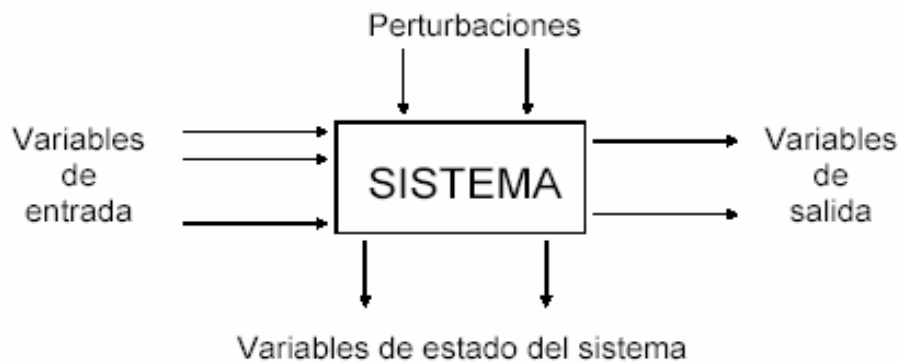 Perturbaciones
Variables
de
entrada
SISTEMA
Variables
de
salida
Variables de estado del sistema